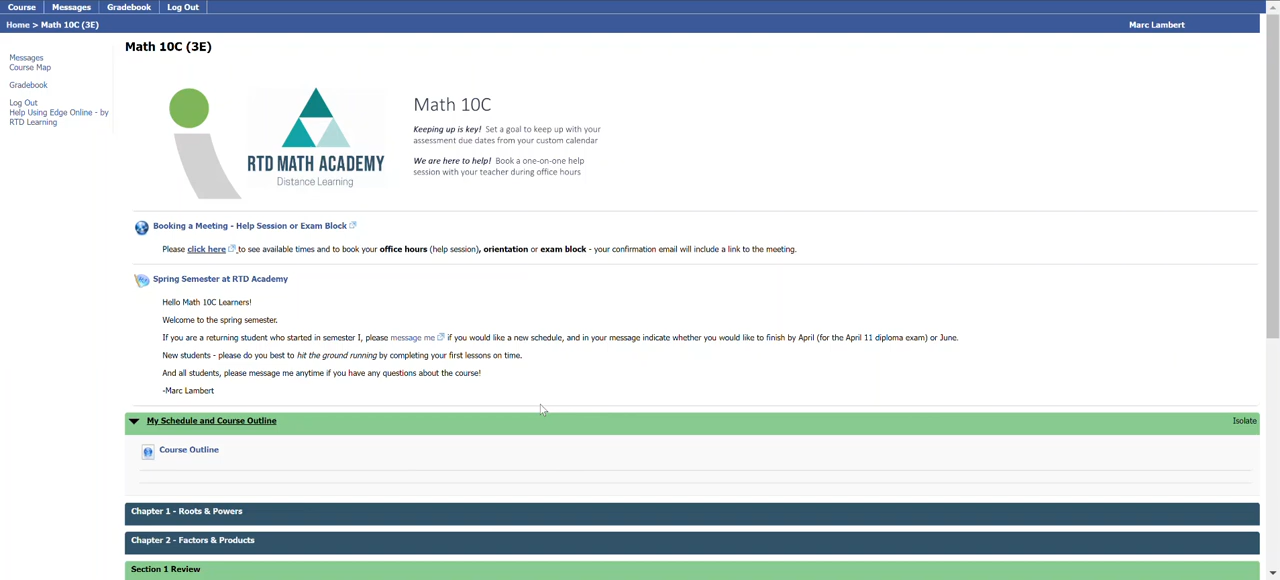 Course Messages Gradebook Log Out
Home > Math 10C (3E) Marc Lambert
Messages
Course Map
Gradebook
Log Out
Help Using Edge Online - by
RTD Learning
Math 10C (3E)
RTD MATH ACADEMY
Distance Learning
Math 10C
Keeping up is key! Set a goal to keep up with your
assessment due dates from your custom calendar
We are here to help! Book a one-on-one help
session with your teacher during office hours
Booking a Meeting - Help Session or Exam Block
Please click here to see available times and to book your office hours (help session), orientation or exam block - your confirmation email will include a link to the meeting.
Spring Semester at RTD Academy
Hello Math 10C Learners!
Welcome to the spring semester.
If you are a returning student who started in semester I, please message me if you would like a new schedule, and in your message indicate whether you would like to finish by April (for the April 11 diploma exam) or June.
New students - please do you best to hit the ground running by completing your first lessons on time.
And all students, please message me anytime if you have any questions about the course!
-Marc Lambert
My Schedule and Course Outline Isolate
Course Outline
Chapter 1 - Roots & Powers
Chapter 2 - Factors & Products
Section 1 Review